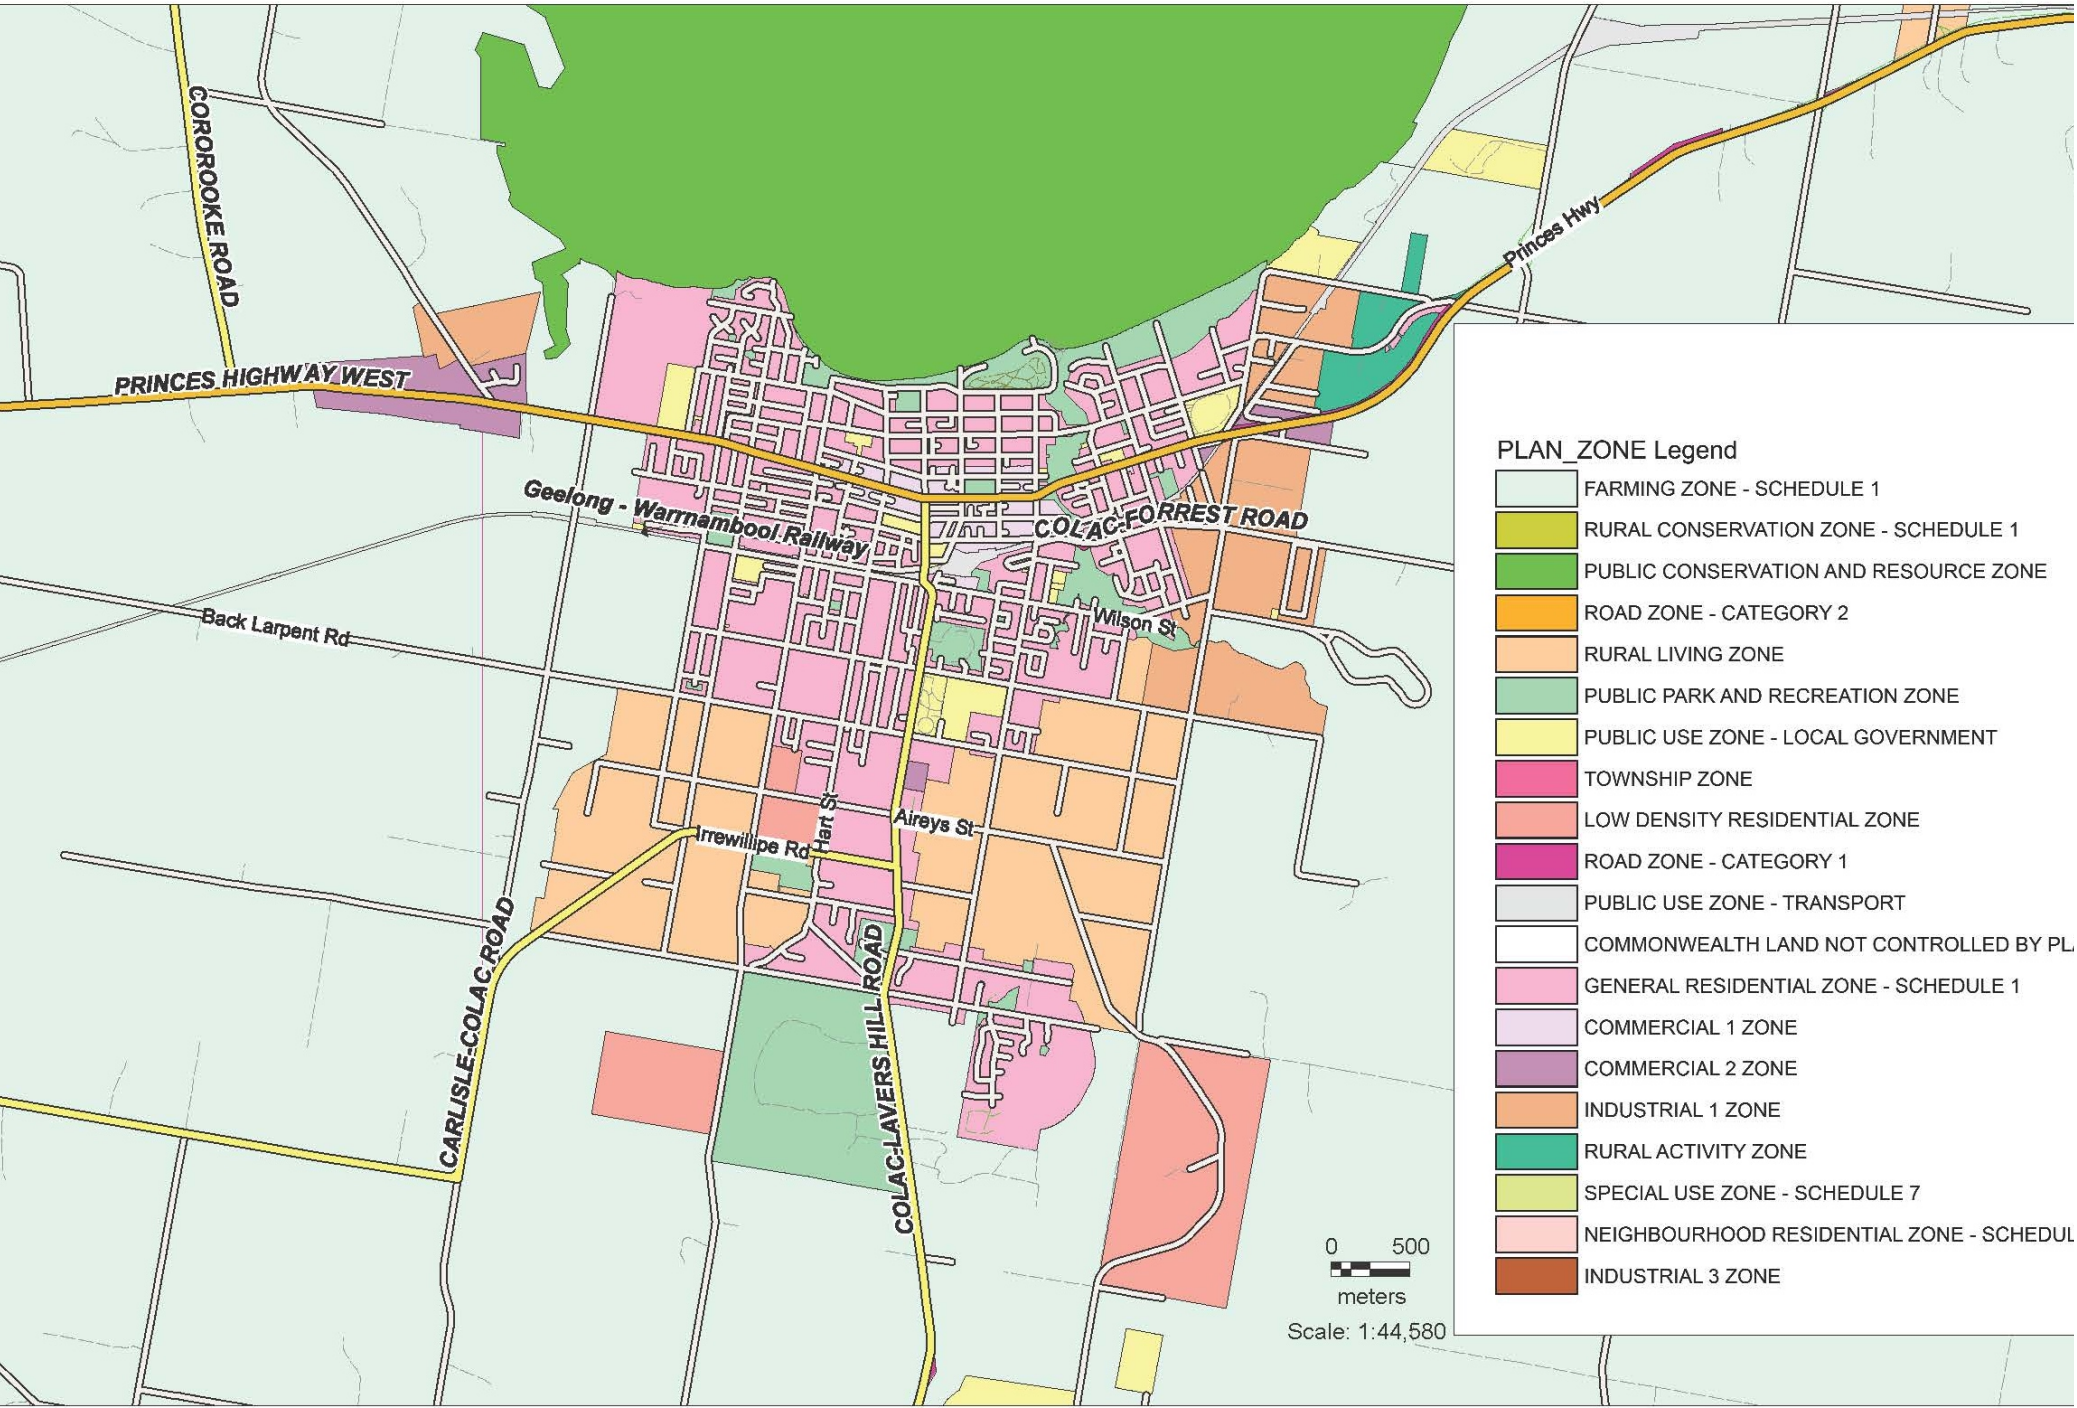 COROROOKE ROAD
Princes Hwy
PRINCES HIGHWAY WEST
Geelong - Warrnambool Railway
COLAC-FORREST ROAD
Back Larpent Rd
Wilson St
Hart St
Aireys St
Irrewillipe Rd
CARLISLE-COLAC ROAD
COLAC-LAVERS HILL ROAD
0 500
meters
Scale: 1:44,580
PLAN_ZONE Legend
FARMING ZONE - SCHEDULE 1
RURAL CONSERVATION ZONE - SCHEDULE 1
PUBLIC CONSERVATION AND RESOURCE ZONE
ROAD ZONE - CATEGORY 2
RURAL LIVING ZONE
PUBLIC PARK AND RECREATION ZONE
PUBLIC USE ZONE - LOCAL GOVERNMENT
TOWNSHIP ZONE
LOW DENSITY RESIDENTIAL ZONE
ROAD ZONE - CATEGORY 1
PUBLIC USE ZONE - TRANSPORT
COMMONWEALTH LAND NOT CONTROLLED BY PLA
GENERAL RESIDENTIAL ZONE - SCHEDULE 1
COMMERCIAL 1 ZONE
COMMERCIAL 2 ZONE
INDUSTRIAL 1 ZONE
RURAL ACTIVITY ZONE
SPECIAL USE ZONE - SCHEDULE 7
NEIGHBOURHOOD RESIDENTIAL ZONE - SCHEDUL
INDUSTRIAL 3 ZONE